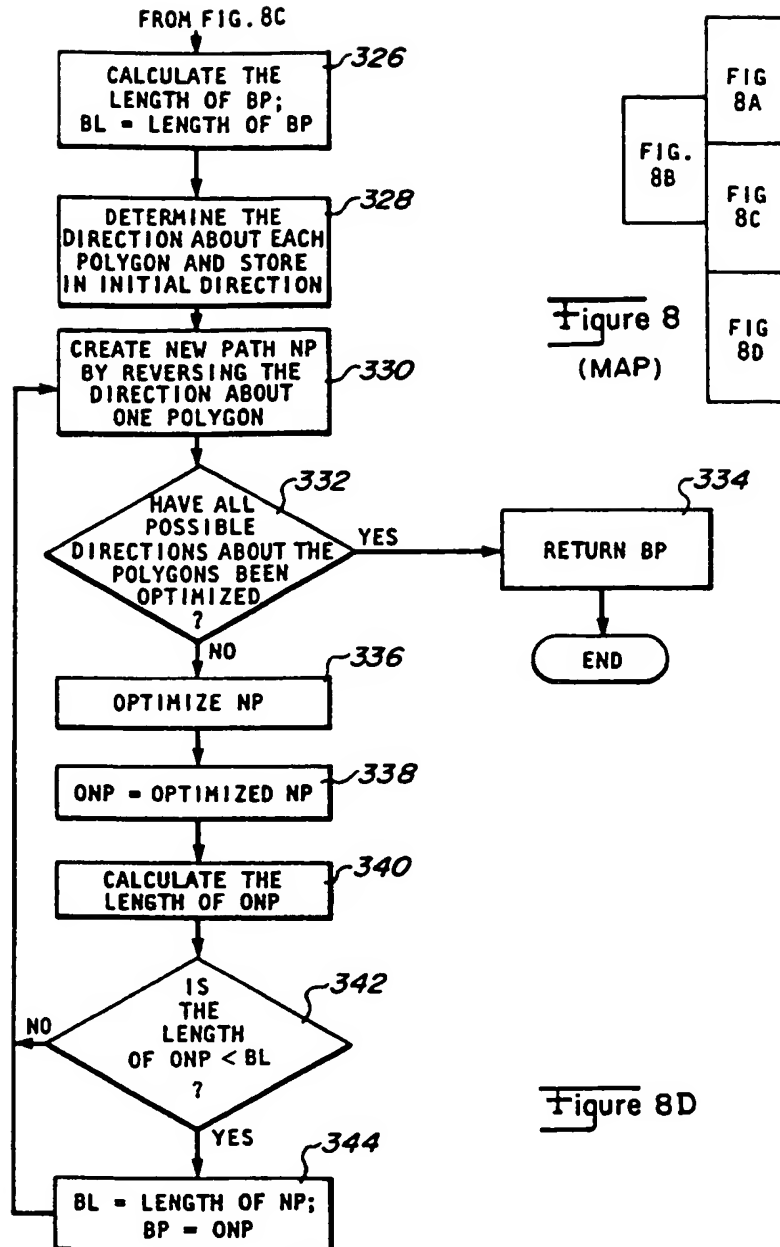 FROM FIG. 8C
326
CALCULATE THE
LENGTH OF BP;
BL = LENGTH OF BP
328
DETERMINE THE
DIRECTION ABOUT EACH
POLYGON AND STORE
IN INITIAL DIRECTION
330
CREATE NEW PATH NP
BY REVERSING THE
DIRECTION ABOUT
ONE POLYGON
332
HAVE ALL
POSSIBLE
DIRECTIONS ABOUT THE
POLYGONS BEEN
OPTIMIZED
?
YES
NO
334
RETURN BP
END
336
OPTIMIZE NP
338
ONP = OPTIMIZED NP
340
CALCULATE THE
LENGTH OF ONP
342
IS
THE
LENGTH
OF ONP < BL
?
NO
YES
344
BL = LENGTH OF NP;
BP = ONP
FIG
8A
FIG.
8B
FIG
8C
FIG
8D
Figure 8
(MAP)
Figure 8D